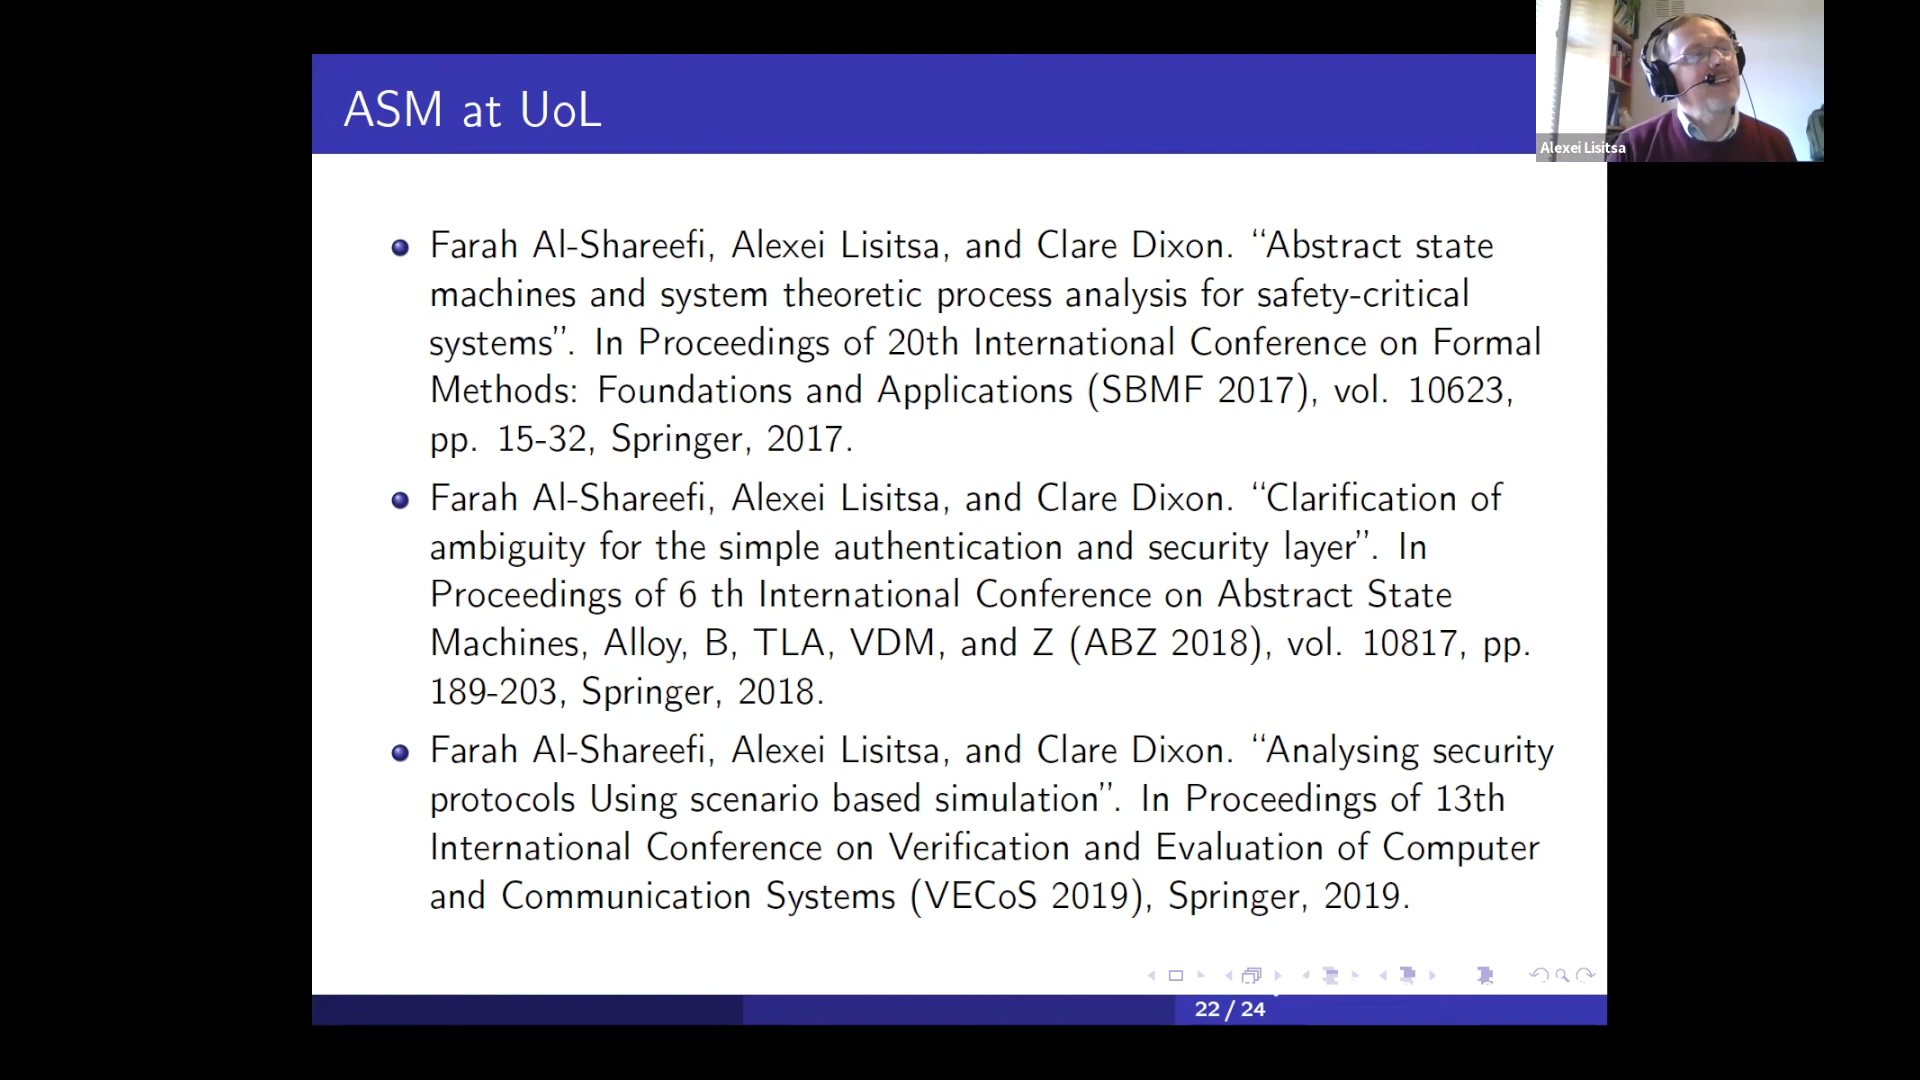 ASM at UoL
Alexei Lisitsa
Farah Al-Shareefi, Alexei Lisitsa, and Clare Dixon. “Abstract state
machines and system theoretic process analysis for safety-critical
systems”. In Proceedings of 20th International Conference on Formal
Methods: Foundations and Applications (SBMF 2017), vol. 10623,
pp. 15-32, Springer, 2017.
Farah Al-Shareefi, Alexei Lisitsa, and Clare Dixon. “Clarification of
ambiguity for the simple authentication and security layer”. In
Proceedings of 6 th International Conference on Abstract State
Machines, Alloy, B, TLA, VDM, and Z (ABZ 2018), vol. 10817, pp.
189-203, Springer, 2018.
Farah Al-Shareefi, Alexei Lisitsa, and Clare Dixon. “Analysing security
protocols Using scenario based simulation”. In Proceedings of 13th
International Conference on Verification and Evaluation of Computer
and Communication Systems (VECoS 2019), Springer, 2019.
22 / 24